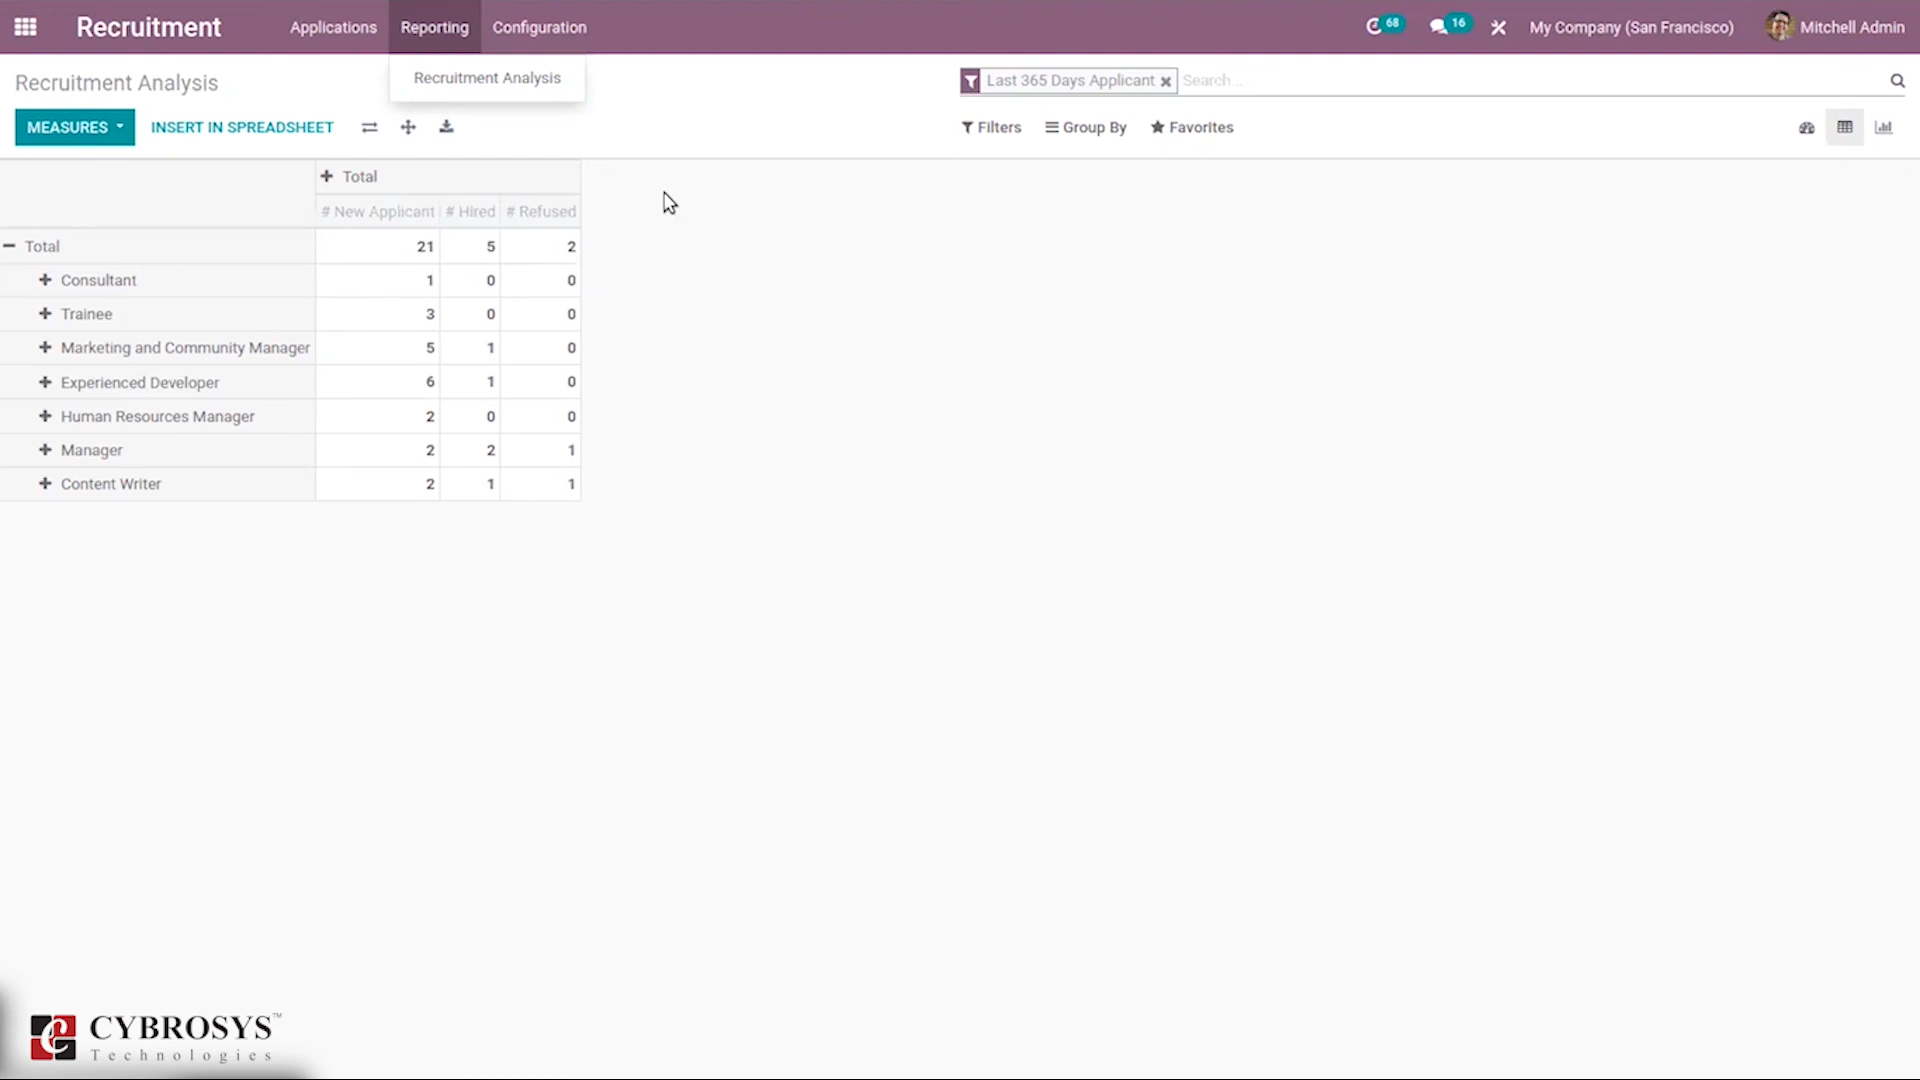 Recruitment Applications Reporting Configuration 68 16 My Company (San Francisco) Mitchell Admin
Recruitment Analysis
Recruitment Analysis
Last 365 Days Applicant Search...
MEASURES INSERT IN SPREADSHEET Filters Group By Favorites
Total
# New Applicant # Hired # Refused
Total 21 5 2
Consultant 1 0 0
Trainee 3 0 0
Marketing and Community Manager 5 1 0
Experienced Developer 6 1 0
Human Resources Manager 2 0 0
Manager 2 2 1
Content Writer 2 1 1
CYBROSYS™
Technologies